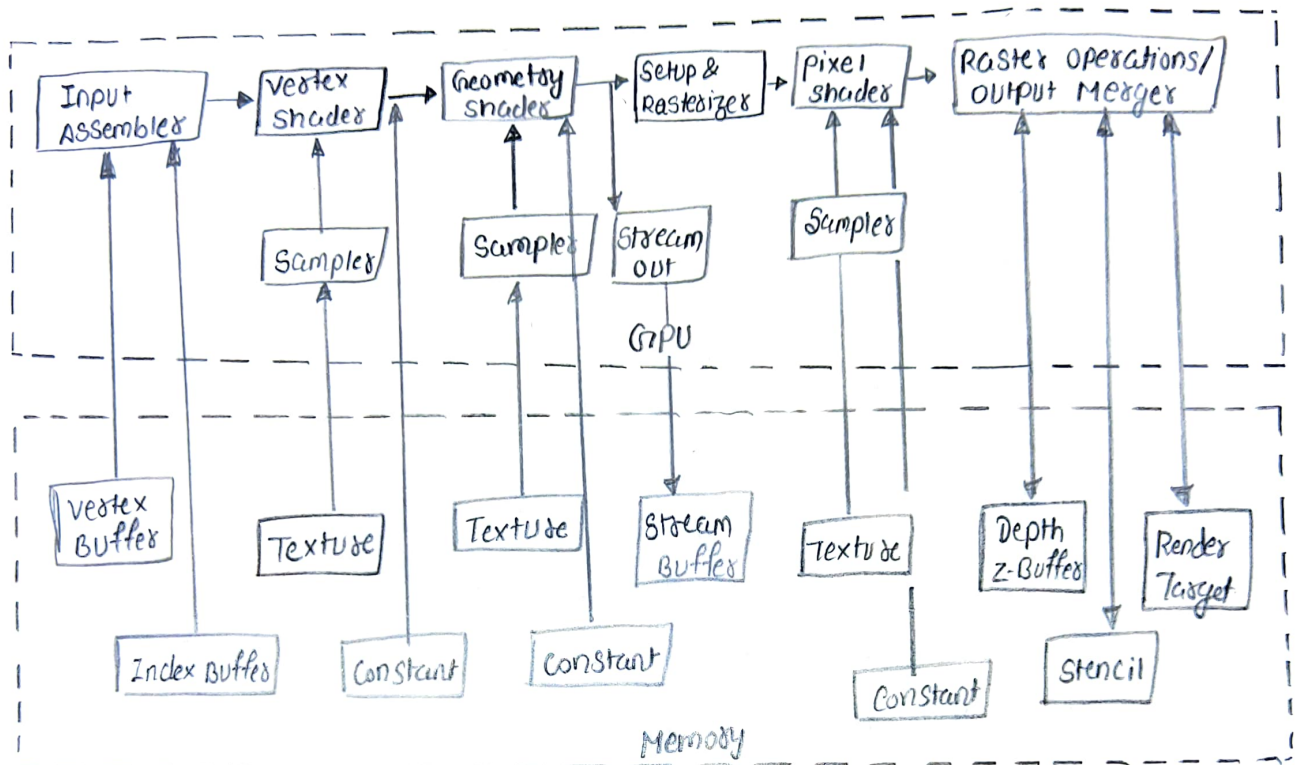 Input
Assembler
Vertex
Shader
Geometry
Shader
Setup &
Rasterizer
Pixel
Shader
Raster Operations/
Output Merger
Sampler
Sampler
Stream
Out
Sampler
GPU
Vertex
Buffer
Texture
Texture
Stream
Buffer
Texture
Depth
Z-Buffer
Render
Target
Index Buffer
Constant
Constant
Constant
Stencil
Memory